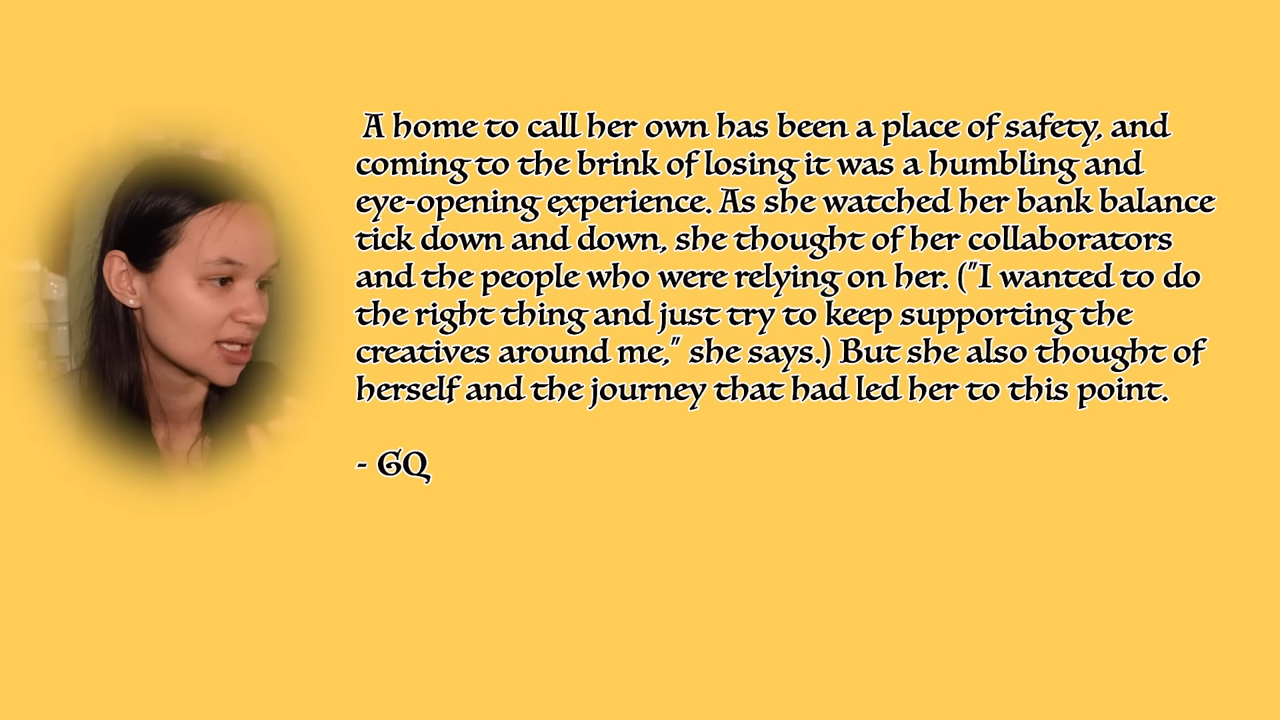 A home to call her own has been a place of safety, and
coming to the brink of losing it was a humbling and
eye-opening experience. As she watched her bank balance
tick down and down, she thought of her collaborators
and the people who were relying on her. ("I wanted to do
the right thing and just try to keep supporting the
creatives around me," she says.) But she also thought of
herself and the journey that had led her to this point.
- GQ